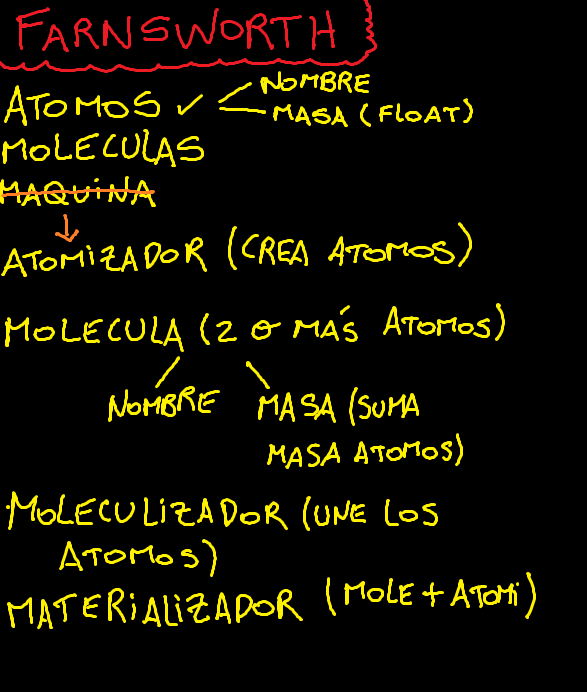 FARNSWORTH
ATOMOS ✓ NOMBRE
MASA (FLOAT)
MOLECULAS
MAQUINA
↓
ATOMIZADOR (CREA ATOMOS)
MOLECULA (2 O MÁS ATOMOS)
NOMBRE MASA (SUMA
MASA ATOMOS)
MOLECULIZADOR (UNE LOS
ATOMOS)
MATERIALIZADOR (MOLE + ATOMI)